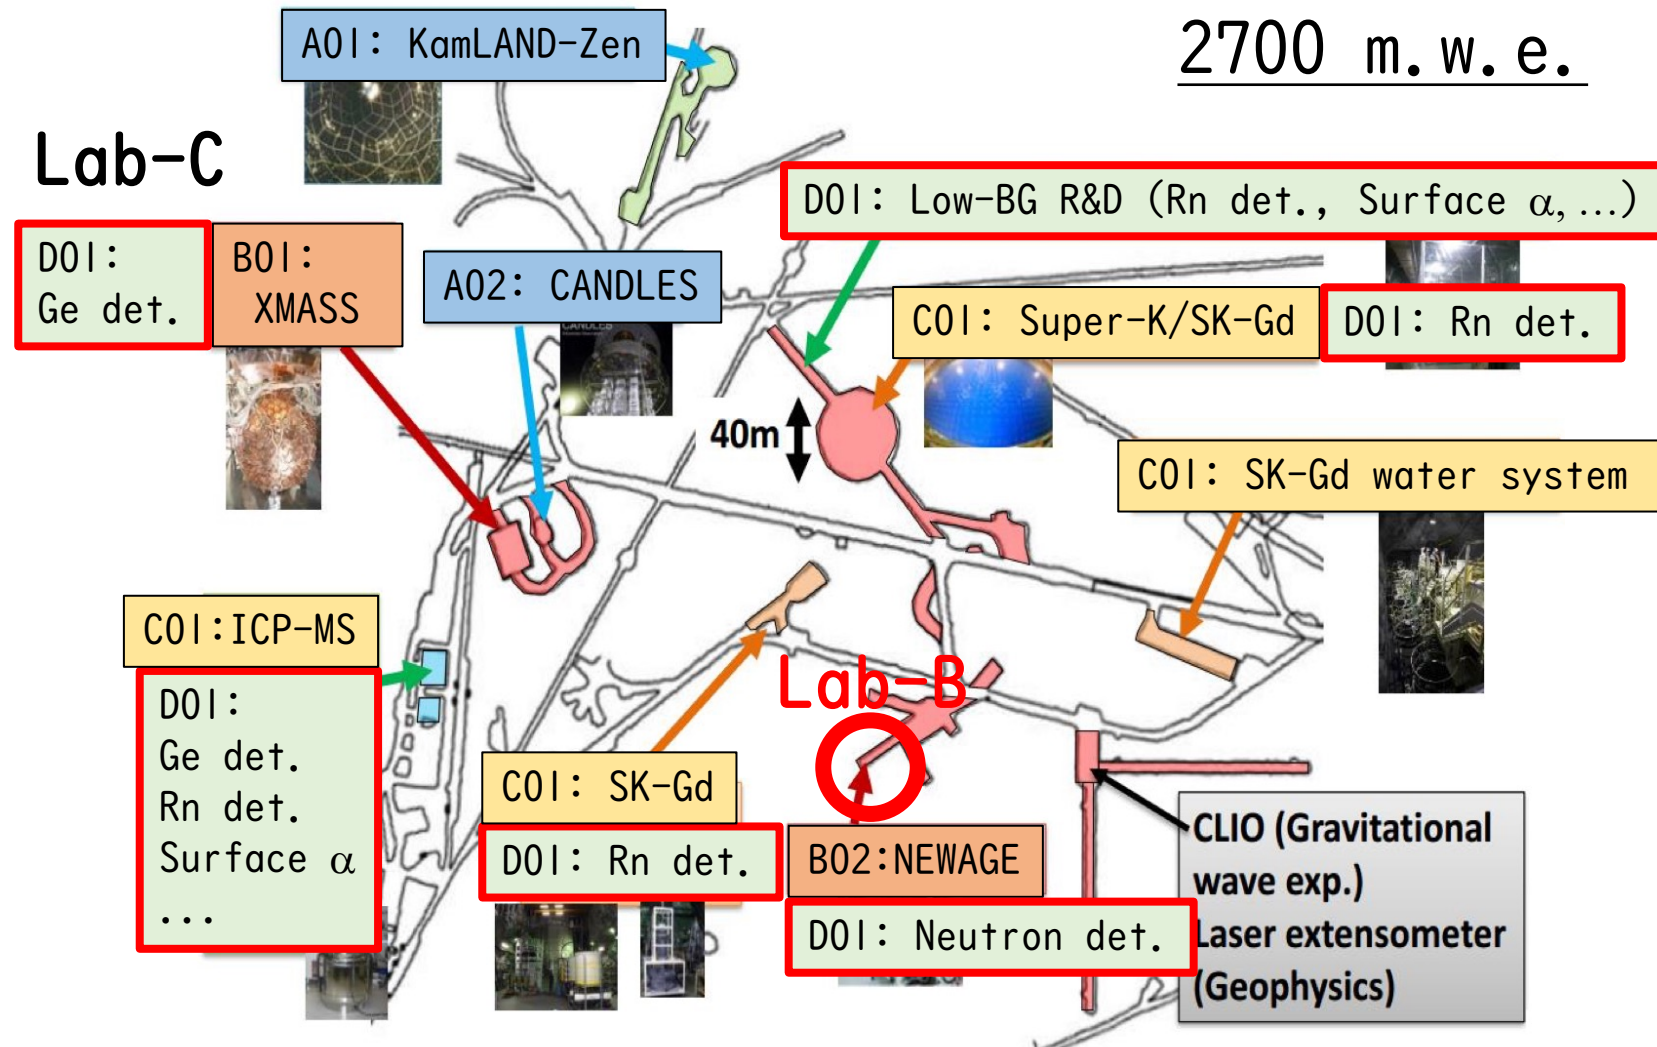 A01: KamLAND-Zen
2700 m.w.e.
Lab-C
D01: Low-BG R&D (Rn det., Surface α, ...)
D01:
Ge det.
B01:
XMASS
A02: CANDLES
CANDLES
C01: Super-K/SK-Gd
D01: Rn det.
40m
C01: SK-Gd water system
C01:ICP-MS
D01:
Ge det.
Rn det.
Surface α
...
Lab-B
C01: SK-Gd
D01: Rn det.
B02:NEWAGE
D01: Neutron det.
CLIO (Gravitational
wave exp.)
Laser extensometer
(Geophysics)